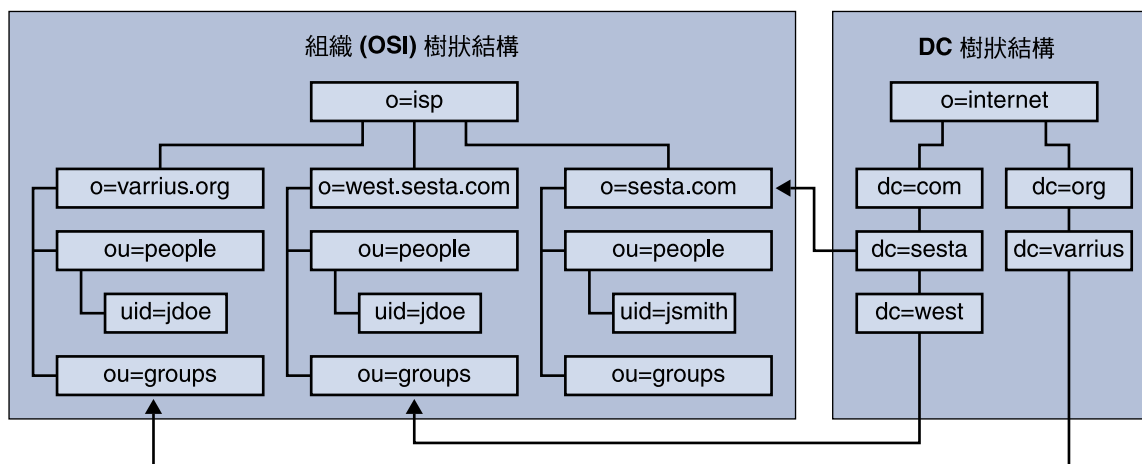 組織 (OSI) 樹狀結構
o=isp
o=varrius.org
o=west.sesta.com
o=sesta.com
ou=people
ou=people
ou=people
uid=jdoe
uid=jdoe
uid=jsmith
ou=groups
ou=groups
ou=groups
DC 樹狀結構
o=internet
dc=com
dc=org
dc=sesta
dc=varrius
dc=west